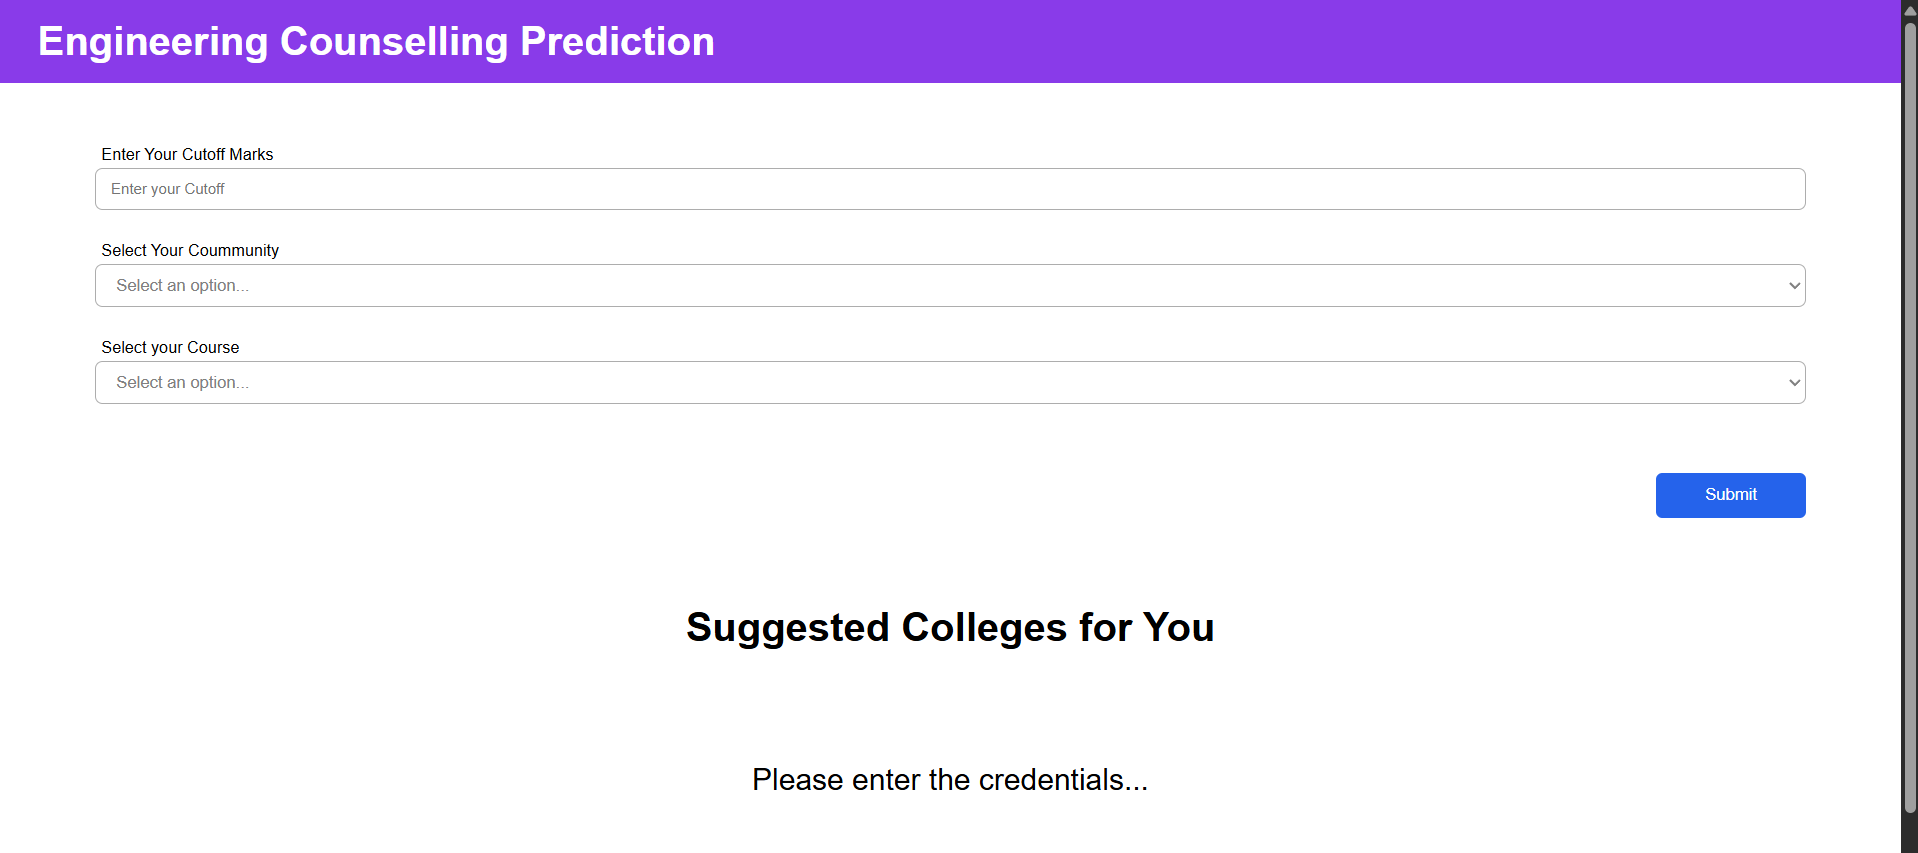 Engineering Counselling Prediction
Enter Your Cutoff Marks
Enter your Cutoff
Select Your Coummunity
Select an option...
Select your Course
Select an option...
Submit
Suggested Colleges for You
Please enter the credentials...